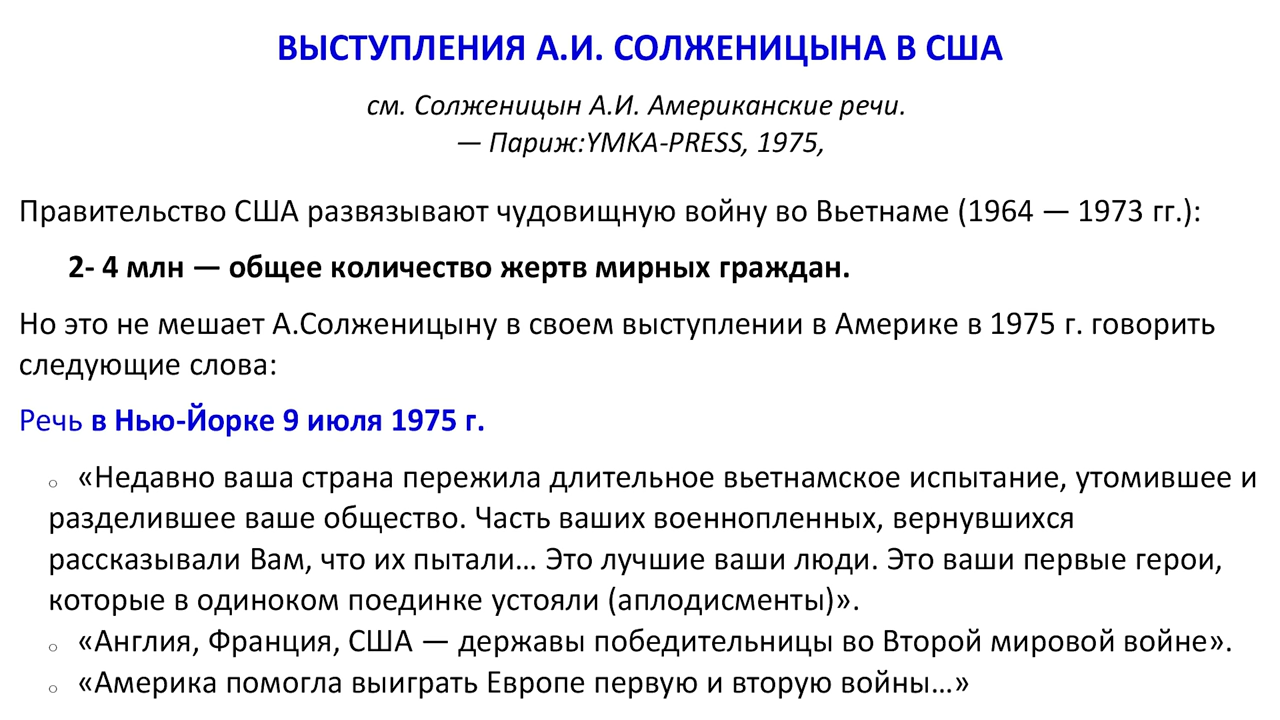 ВЫСТУПЛЕНИЯ А.И. СОЛЖЕНИЦЫНА В США
см. Солженицын А.И. Американские речи.
— Париж:YMKA-PRESS, 1975,
Правительство США развязывают чудовищную войну во Вьетнаме (1964 — 1973 гг.):
2- 4 млн — общее количество жертв мирных граждан.
Но это не мешает А.Солженицыну в своем выступлении в Америке в 1975 г. говорить
следующие слова:
Речь в Нью-Йорке 9 июля 1975 г.
○ «Недавно ваша страна пережила длительное вьетнамское испытание, утомившее и
разделившее ваше общество. Часть ваших военнопленных, вернувшихся
рассказывали Вам, что их пытали… Это лучшие ваши люди. Это ваши первые герои,
которые в одиноком поединке устояли (аплодисменты)».
○ «Англия, Франция, США — державы победительницы во Второй мировой войне».
○ «Америка помогла выиграть Европе первую и вторую войны…»